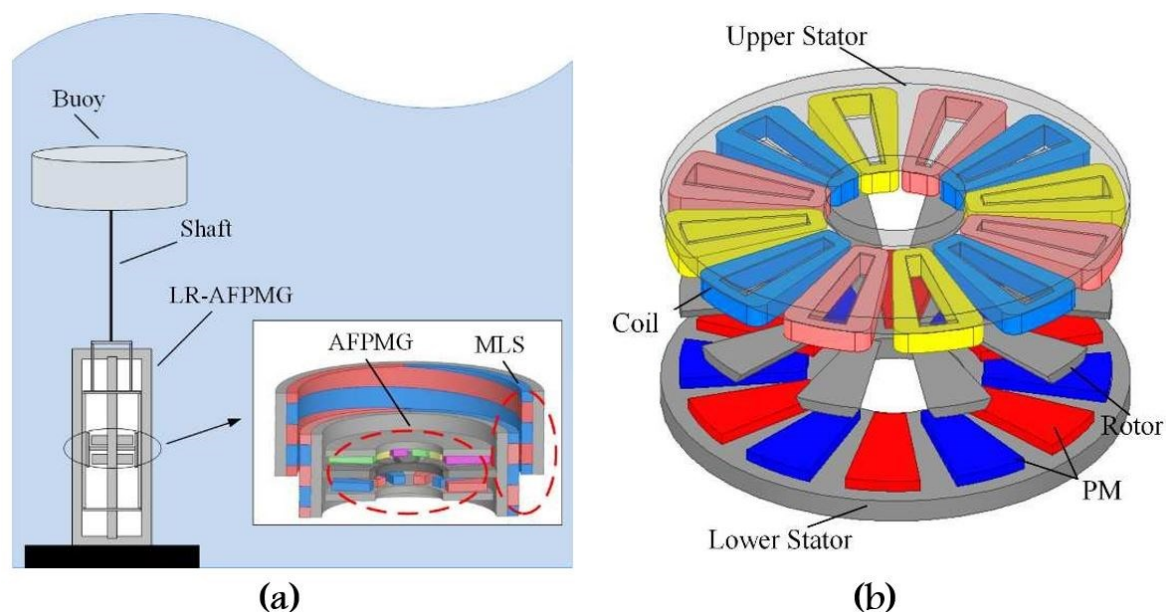 Buoy
Shaft
LR-AFPMG
AFPMG
MLS
(a)
Upper Stator
Coil
Rotor
PM
Lower Stator
(b)